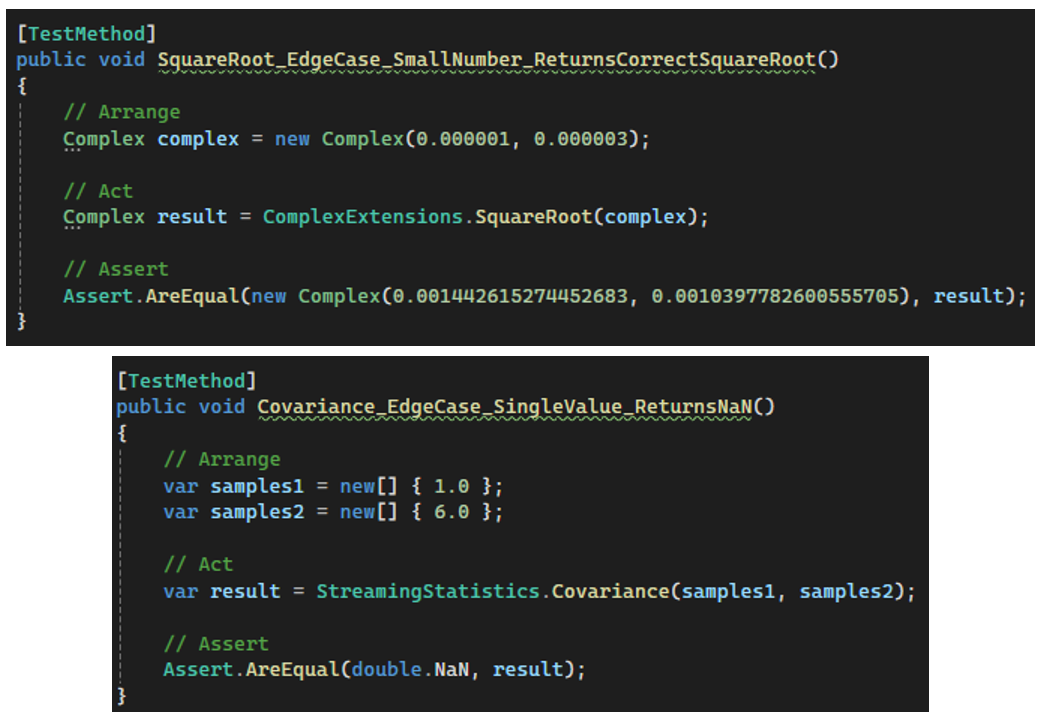 [TestMethod]
public void SquareRoot_EdgeCase_SmallNumber_ReturnsCorrectSquareRoot()
{
// Arrange
Complex complex = new Complex(0.000001, 0.000003);
// Act
Complex result = ComplexExtensions.SquareRoot(complex);
// Assert
Assert.AreEqual(new Complex(0.001442615274452683, 0.0010397782600555705), result);
}
[TestMethod]
public void Covariance_EdgeCase_SingleValue_ReturnsNaN()
{
// Arrange
var samples1 = new[] { 1.0 };
var samples2 = new[] { 6.0 };
// Act
var result = StreamingStatistics.Covariance(samples1, samples2);
// Assert
Assert.AreEqual(double.NaN, result);
}